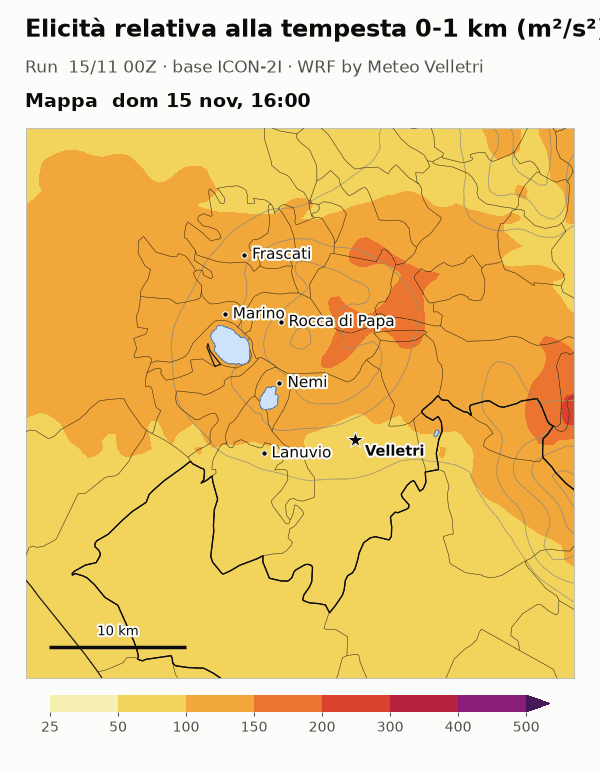 Elicità relativa alla tempesta 0-1 km (m²/s²)
Run 15/11 00Z · base ICON-2I · WRF by Meteo Velletri
Mappa dom 15 nov, 16:00
Frascati
Marino
Rocca di Papa
Nemi
Lanuvio
Velletri
10 km
25 50 100 150 200 300 400 500